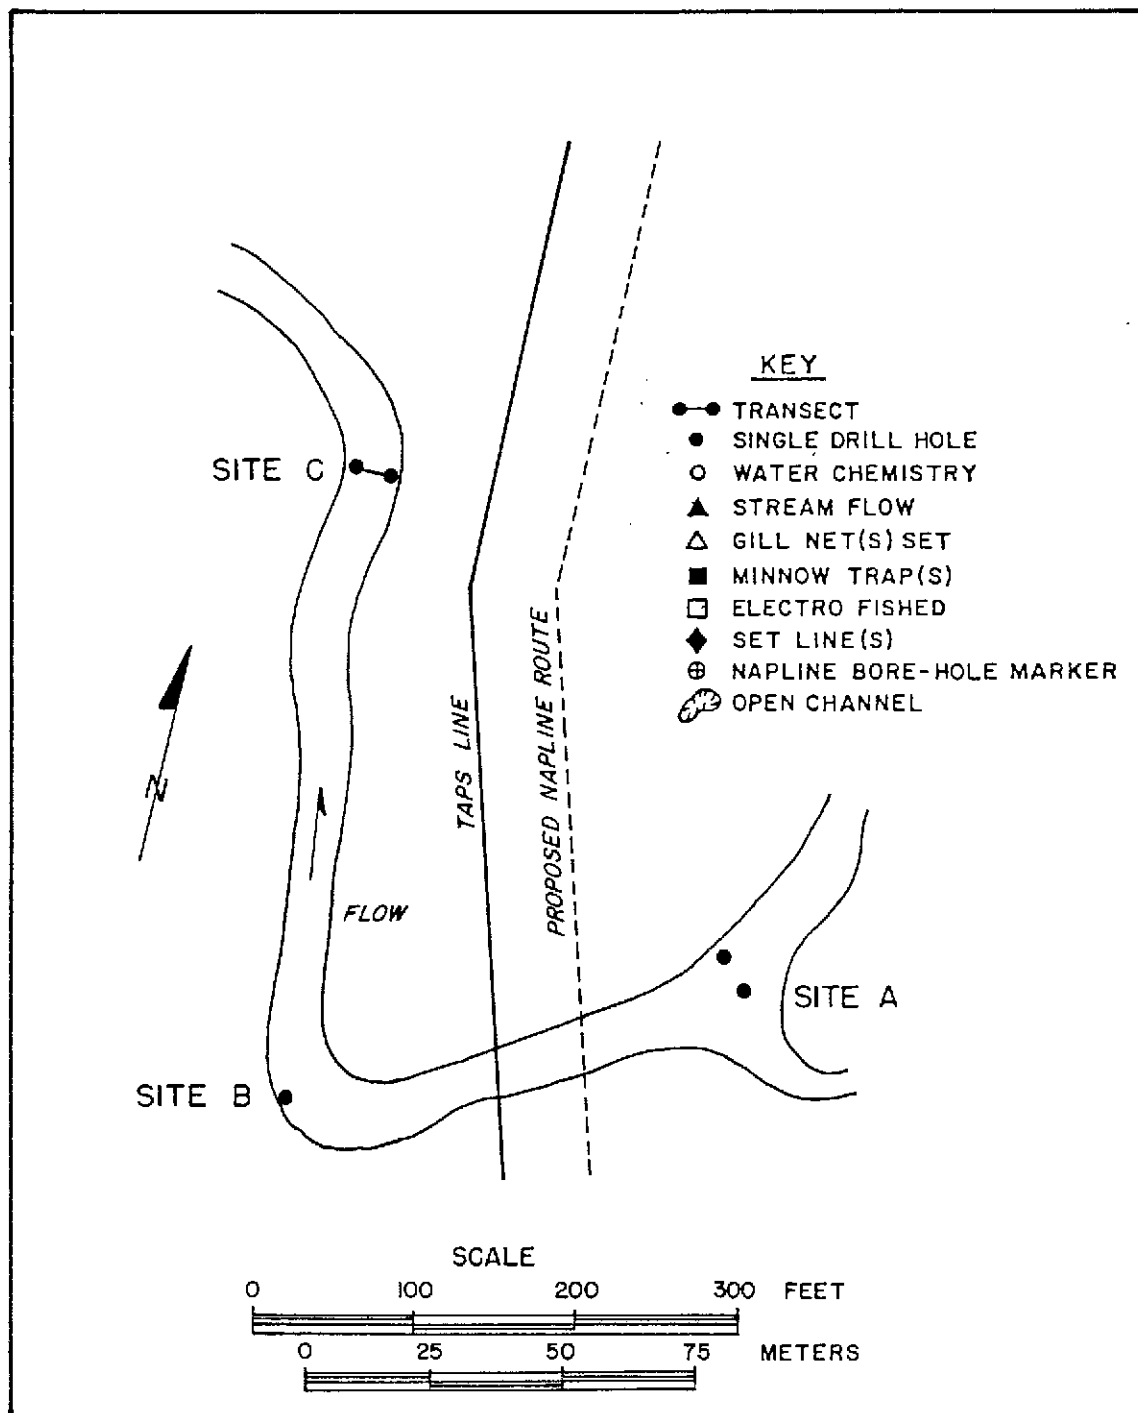 KEY
TRANSECT
SINGLE DRILL HOLE
WATER CHEMISTRY
STREAM FLOW
GILL NET(S) SET
MINNOW TRAP(S)
ELECTRO FISHED
SET LINE(S)
NAPLINE BORE-HOLE MARKER
OPEN CHANNEL
SITE C
N
TAPS LINE
PROPOSED NAPLINE ROUTE
FLOW
SITE A
SITE B
SCALE
0 100 200 300 FEET
0 25 50 75 METERS